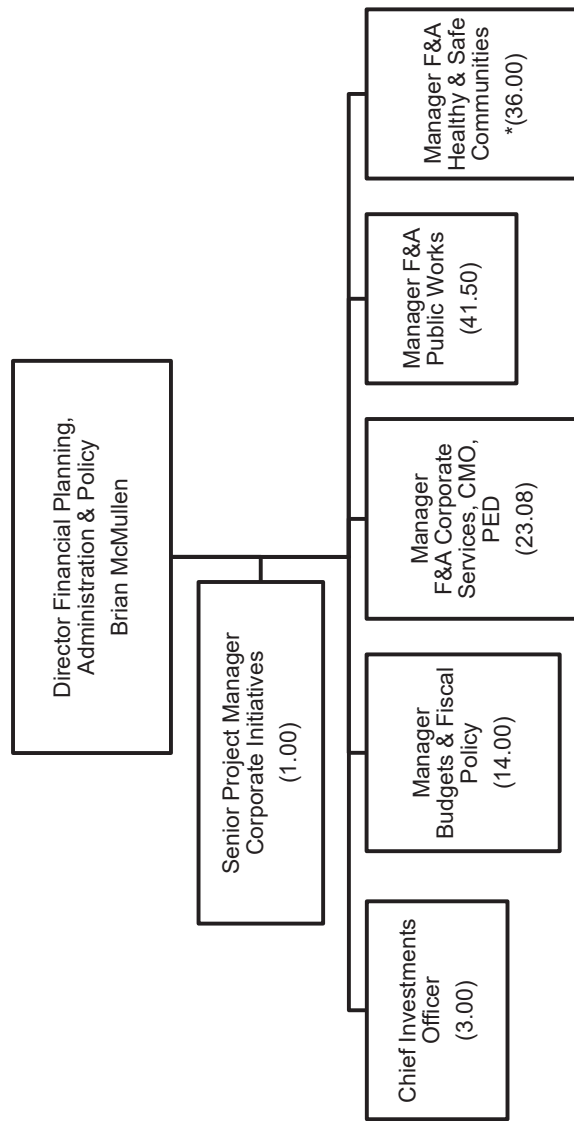 Director Financial Planning,
Administration & Policy
Brian McMullen
Senior Project Manager
Corporate Initiatives
(1.00)
Chief Investments
Officer
(3.00)
Manager
Budgets & Fiscal
Policy
(14.00)
Manager
F&A Corporate
Services, CMO,
PED
(23.08)
Manager F&A
Public Works
(41.50)
Manager F&A
Healthy & Safe
Communities
*(36.00)